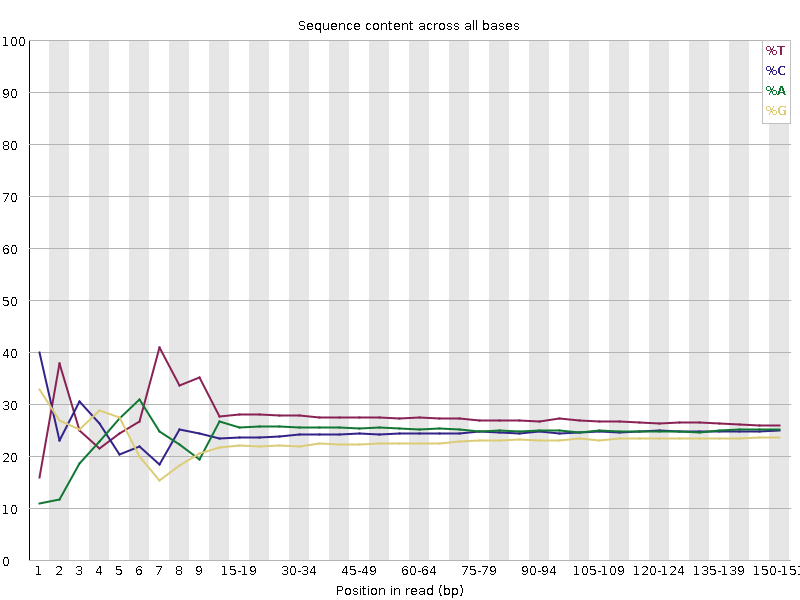 Sequence content across all bases
100
90
80
70
60
50
40
30
20
10
0
%T
%C
%A
%G
1 2 3 4 5 6 7 8 9 15-19 30-34 45-49 60-64 75-79 90-94 105-109 120-124 135-139 150-151
Position in read (bp)